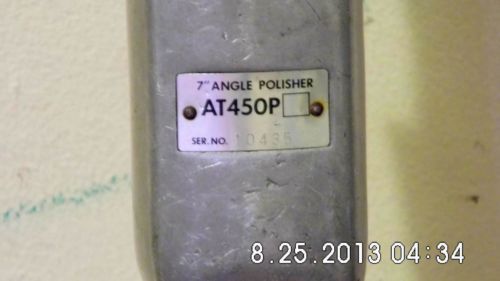 7" ANGLE POLISHER
AT450P
SER. NO. 10435
8.25.2013 04:34